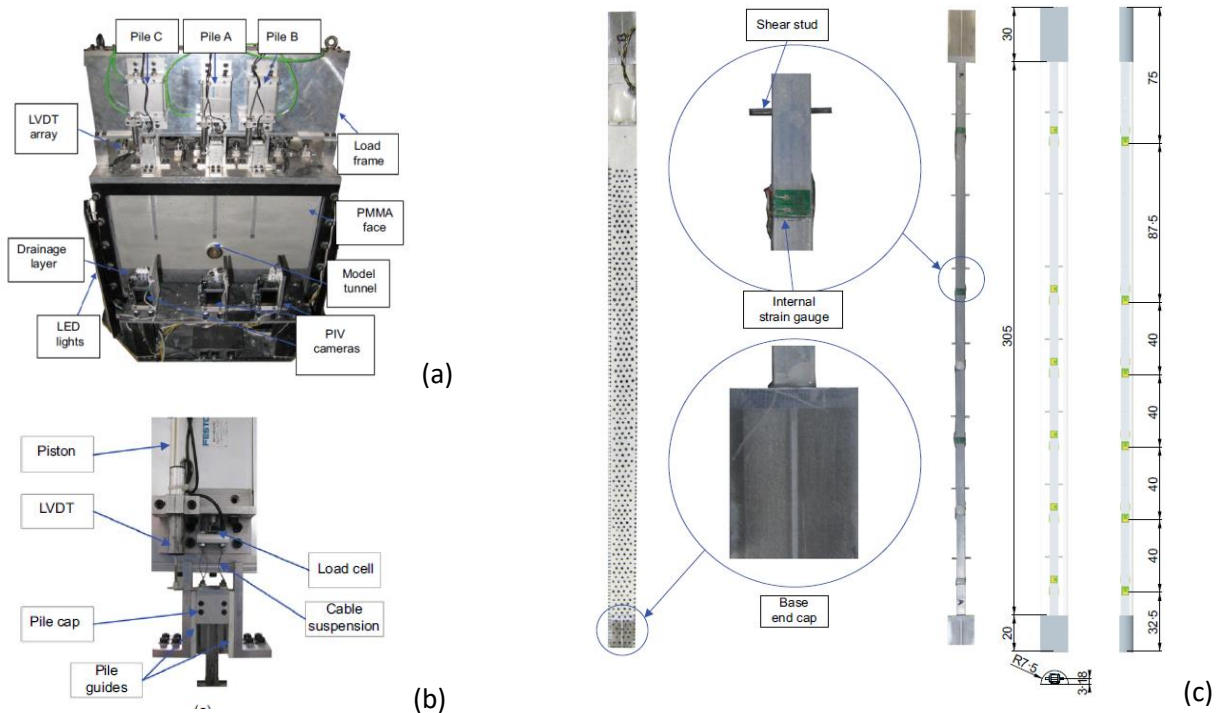 Pile C
Pile A
Pile B
LVDT
array
Load
frame
PMMA
face
Drainage
layer
Model
tunnel
LED
lights
PIV
cameras
(a)
Piston
FESTO
LVDT
Load cell
Pile cap
Cable
suspension
Pile
guides
(b)
Shear stud
Internal
strain gauge
Base
end cap
30
305
20
R7·5
3·18
75
87·5
40
40
40
40
32·5
(c)